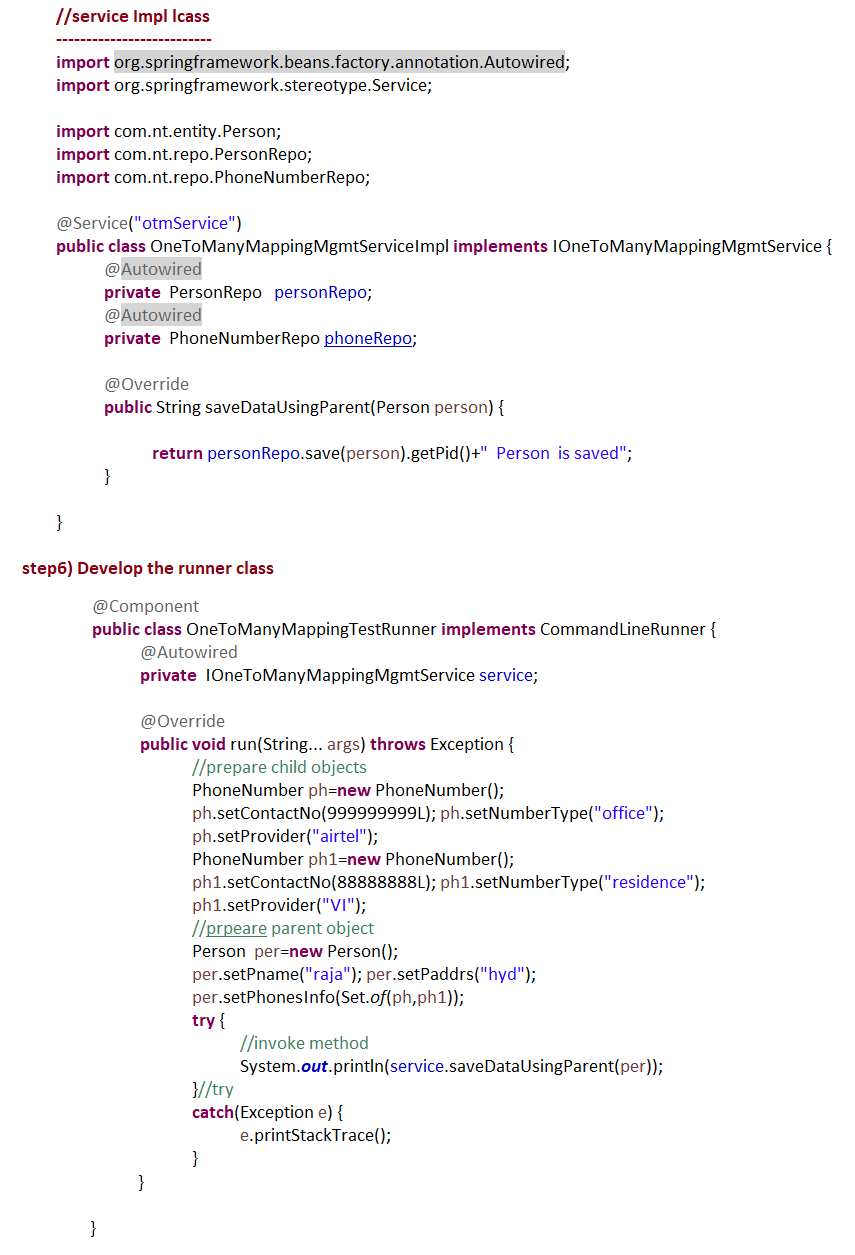 //service Impl lcass
--------------------------
import org.springframework.beans.factory.annotation.Autowired;
import org.springframework.stereotype.Service;
import com.nt.entity.Person;
import com.nt.repo.PersonRepo;
import com.nt.repo.PhoneNumberRepo;
@Service("otmService")
public class OneToManyMappingMgmtServiceImpl implements IOneToManyMappingMgmtService {
@Autowired
private  PersonRepo   personRepo;
@Autowired
private  PhoneNumberRepo phoneRepo;
@Override
public String saveDataUsingParent(Person person) {
return personRepo.save(person).getPid()+"  Person  is saved";
}
}
step6) Develop the runner class
@Component
public class OneToManyMappingTestRunner implements CommandLineRunner {
@Autowired
private  IOneToManyMappingMgmtService service;
@Override
public void run(String... args) throws Exception {
//prepare child objects
PhoneNumber ph=new PhoneNumber();
ph.setContactNo(999999999L); ph.setNumberType("office");
ph.setProvider("airtel");
PhoneNumber ph1=new PhoneNumber();
ph1.setContactNo(88888888L); ph1.setNumberType("residence");
ph1.setProvider("VI");
//prpeare parent object
Person  per=new Person();
per.setPname("raja"); per.setPaddrs("hyd");
per.setPhonesInfo(Set.of(ph,ph1));
try {
//invoke method
System.out.println(service.saveDataUsingParent(per));
}//try
catch(Exception e) {
e.printStackTrace();
}
}
}